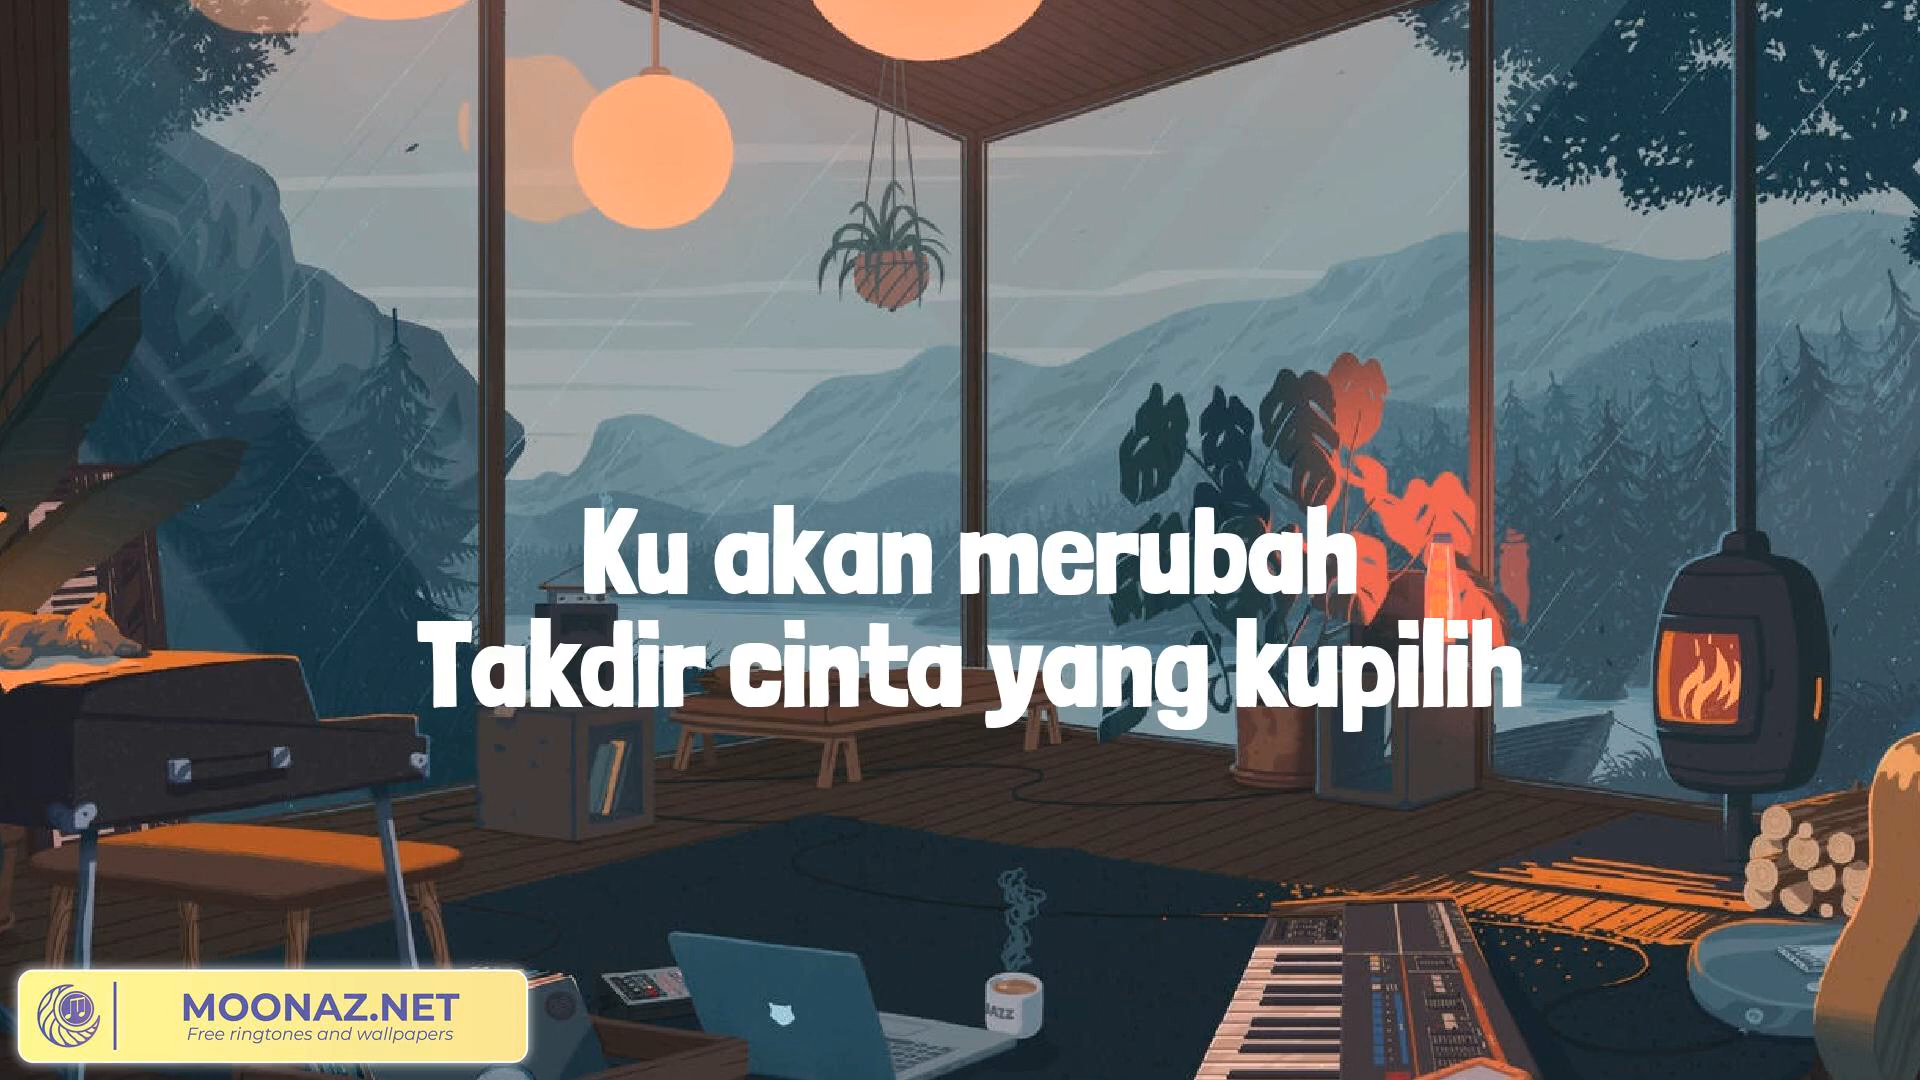 Ku akan merubah
Takdir cinta yang kupilih
MOONAZ.NET
Free ringtones and wallpapers